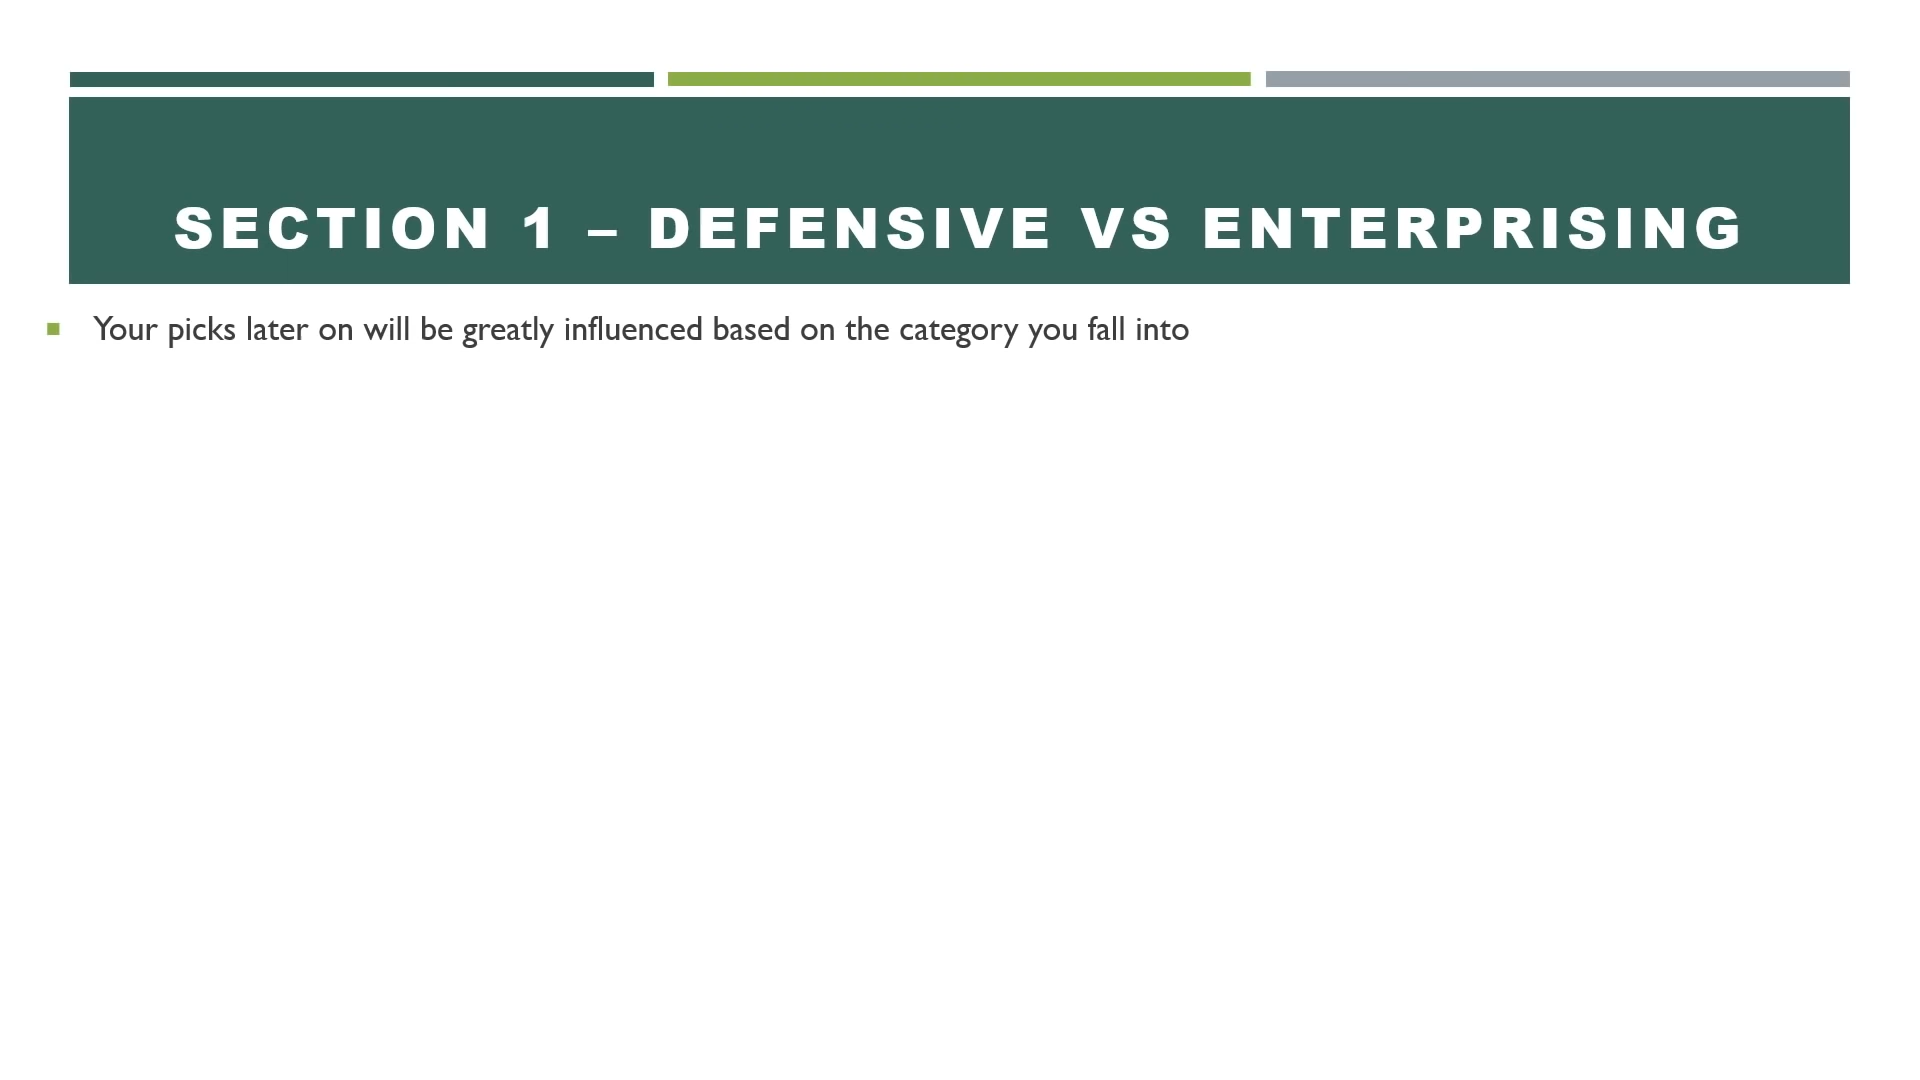 SECTION 1 – DEFENSIVE VS ENTERPRISING
Your picks later on will be greatly influenced based on the category you fall into